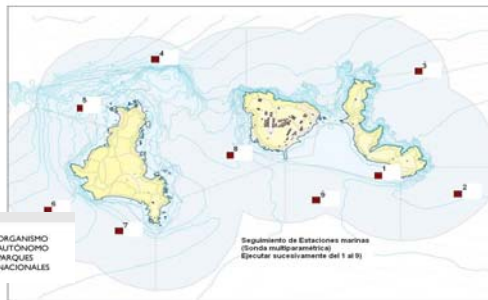 4
3
5
8
1
2
6
9
7
Seguimiento de Estaciones marinas
(Sonda multiparamétrica)
Ejecutar sucesivamente del 1 al 9)
ORGANISMO
AUTÓNOMO
PARQUES
NACIONALES